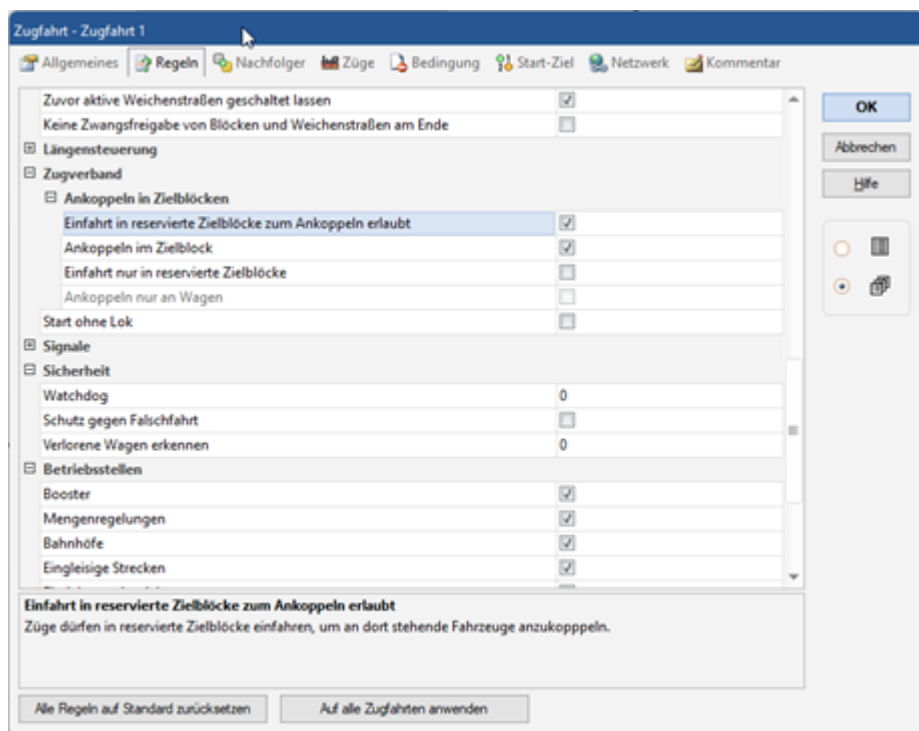 Zugfahrt - Zugfahrt 1
Allgemeines Regeln Nachfolger Züge Bedingung Start-Ziel Netzwerk Kommentar
Zuvor aktive Weichenstraßen geschaltet lassen
Keine Zwangsfreigabe von Blöcken und Weichenstraßen am Ende
Längensteuerung
Zugverband
Ankoppeln in Zielblöcken
Einfahrt in reservierte Zielblöcke zum Ankoppeln erlaubt
Ankoppeln im Zielblock
Einfahrt nur in reservierte Zielblöcke
Ankoppeln nur an Wagen
Start ohne Lok
Signale
Sicherheit
Watchdog 0
Schutz gegen Falschfahrt
Verlorene Wagen erkennen 0
Betriebsstellen
Booster
Mengenregelungen
Bahnhöfe
Eingleisige Strecken
Einfahrt in reservierte Zielblöcke zum Ankoppeln erlaubt
Züge dürfen in reservierte Zielblöcke einfahren, um an dort stehende Fahrzeuge anzukopppeln.
Alle Regeln auf Standard zurücksetzen Auf alle Zugfahrten anwenden
OK
Abbrechen
Hilfe